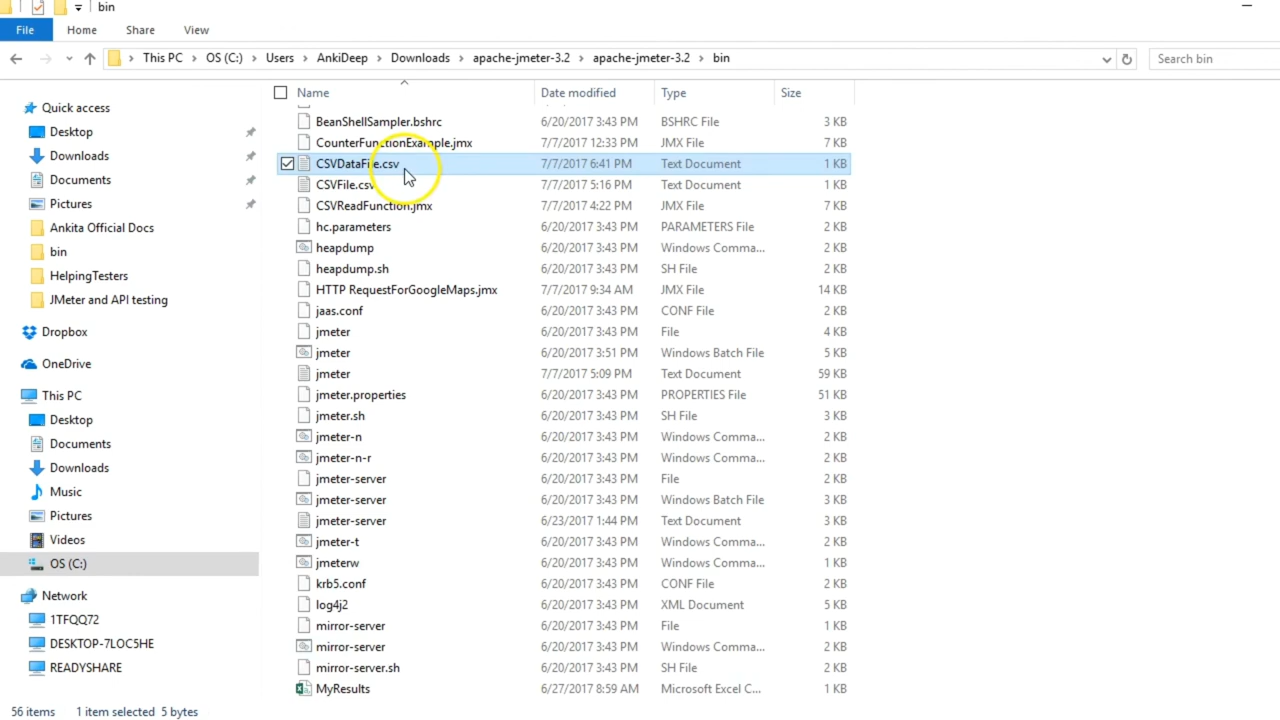 bin
File Home Share View
This PC OS (C:) Users AnkiDeep Downloads apache-jmeter-3.2 apache-jmeter-3.2 bin Search bin
Name Date modified Type Size
Quick access
Desktop
Downloads
Documents
Pictures
Ankita Official Docs
bin
HelpingTesters
JMeter and API testing
Dropbox
OneDrive
This PC
Desktop
Documents
Downloads
Music
Pictures
Videos
OS (C:)
Network
1TFQQ72
DESKTOP-7LOC5HE
READYSHARE
BeanShellSampler.bshrc 6/20/2017 3:43 PM BSHRC File 3 KB
CounterFunctionExample.jmx 7/7/2017 12:33 PM JMX File 7 KB
CSVDataFile.csv 7/7/2017 6:41 PM Text Document 1 KB
CSVFile.csv 7/7/2017 5:16 PM Text Document 1 KB
CSVReadFunction.jmx 7/7/2017 4:22 PM JMX File 7 KB
hc.parameters 6/20/2017 3:43 PM PARAMETERS File 2 KB
heapdump 6/20/2017 3:43 PM Windows Comma... 2 KB
heapdump.sh 6/20/2017 3:43 PM SH File 2 KB
HTTP RequestForGoogleMaps.jmx 7/7/2017 9:34 AM JMX File 14 KB
jaas.conf 6/20/2017 3:43 PM CONF File 2 KB
jmeter 6/20/2017 3:43 PM File 4 KB
jmeter 6/20/2017 3:51 PM Windows Batch File 5 KB
jmeter 7/7/2017 5:09 PM Text Document 59 KB
jmeter.properties 6/20/2017 3:43 PM PROPERTIES File 51 KB
jmeter.sh 6/20/2017 3:43 PM SH File 3 KB
jmeter-n 6/20/2017 3:43 PM Windows Comma... 2 KB
jmeter-n-r 6/20/2017 3:43 PM Windows Comma... 2 KB
jmeter-server 6/20/2017 3:43 PM File 2 KB
jmeter-server 6/20/2017 3:43 PM Windows Batch File 2 KB
jmeter-server 6/23/2017 1:44 PM Text Document 3 KB
jmeter-t 6/20/2017 3:43 PM Windows Comma... 2 KB
jmeterw 6/20/2017 3:43 PM Windows Comma... 1 KB
krb5.conf 6/20/2017 3:43 PM CONF File 2 KB
log4j2 6/20/2017 3:43 PM XML Document 5 KB
mirror-server 6/20/2017 3:43 PM File 1 KB
mirror-server 6/20/2017 3:43 PM Windows Comma... 2 KB
mirror-server.sh 6/20/2017 3:43 PM SH File 2 KB
MyResults 6/27/2017 8:59 AM Microsoft Excel C... 1 KB
56 items 1 item selected 5 bytes